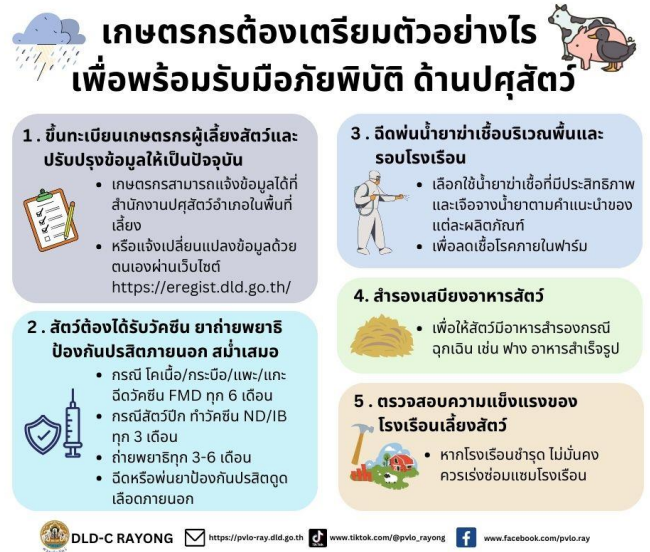 เกษตรกรต้องเตรียมตัวอย่างไร
เพื่อพร้อมรับมือภัยพิบัติ ด้านปศุสัตว์
1 . ขึ้นทะเบียนเกษตรกรผู้เลี้ยงสัตว์และ
ปรับปรุงข้อมูลให้เป็นปัจจุบัน
• เกษตรกรสามารถแจ้งข้อมูลได้ที่
สำนักงานปศุสัตว์อำเภอในพื้นที่
เลี้ยง
• หรือแจ้งเปลี่ยนแปลงข้อมูลด้วย
ตนเองผ่านเว็บไซต์
https://eregist.dld.go.th/
2 . สัตว์ต้องได้รับวัคซีน ยาถ่ายพยาธิ
ป้องกันปรสิตภายนอก สม่ำเสมอ
• กรณี โคเนื้อ/กระบือ/แพะ/แกะ
ฉีดวัคซีน FMD ทุก 6 เดือน
• กรณีสัตว์ปีก ทำวัคซีน ND/IB
ทุก 3 เดือน
• ถ่ายพยาธิทุก 3-6 เดือน
• ฉีดหรือพ่นยาป้องกันปรสิตดูด
เลือดภายนอก
3 . ฉีดพ่นน้ำยาฆ่าเชื้อบริเวณพื้นและ
รอบโรงเรือน
• เลือกใช้น้ำยาฆ่าเชื้อที่มีประสิทธิภาพ
และเจือจางน้ำยาตามคำแนะนำของ
แต่ละผลิตภัณฑ์
• เพื่อลดเชื้อโรคภายในฟาร์ม
4. สำรองเสบียงอาหารสัตว์
• เพื่อให้สัตว์มีอาหารสำรองกรณี
ฉุกเฉิน เช่น ฟาง อาหารสำเร็จรูป
5 . ตรวจสอบความแข็งแรงของ
โรงเรือนเลี้ยงสัตว์
• หากโรงเรือนชำรุด ไม่มั่นคง
ควรเร่งซ่อมแซมโรงเรือน
DLD-C RAYONG https://pvlo-ray.dld.go.th www.tiktok.com/@pvlo_rayong www.facebook.com/pvlo.ray